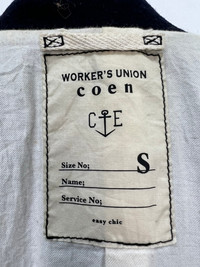 WORKER'S UNION
coen
C E
Size No; S
Name;
Service No;
easy chic